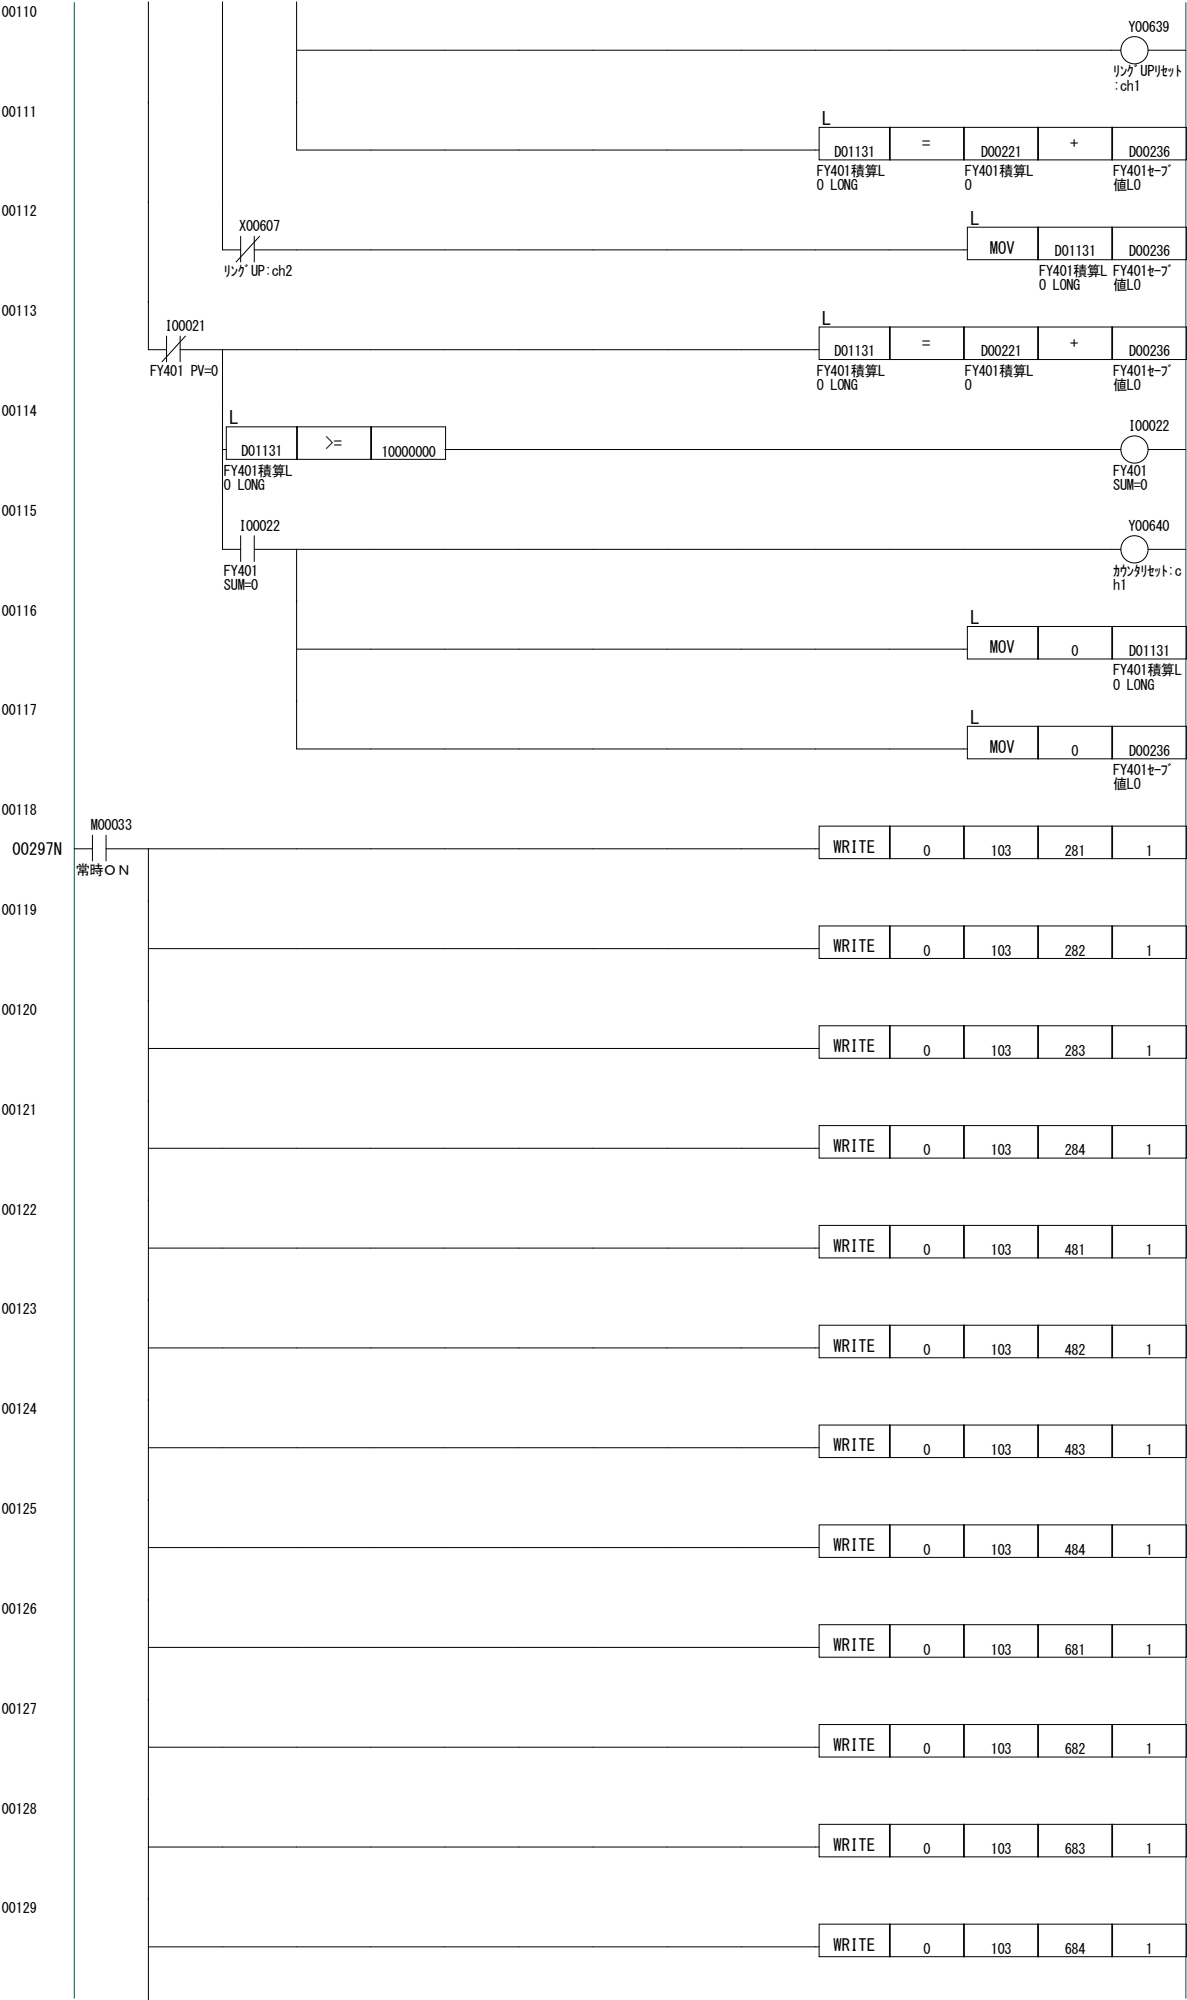 00110
Y00639
ﾘﾝｸﾞUPﾘｾｯﾄ
:ch1
00111
L
D01131 = D00221 + D00236
FY401積算L FY401積算L FY401ｾｰﾌﾞ
O LONG O 値LO
00112
X00607 L
MOV D01131 D00236
ﾘﾝｸﾞUP:ch2 FY401積算L FY401ｾｰﾌﾞ
O LONG 値LO
00113
I00021 L
D01131 = D00221 + D00236
FY401 PV=0 FY401積算L FY401積算L FY401ｾｰﾌﾞ
O LONG O 値LO
00114
L I00022
D01131 >= 10000000
FY401積算L FY401
O LONG SUM=0
00115
I00022 Y00640
FY401 ｶｳﾝﾀﾘｾｯﾄ:c
SUM=0 h1
00116
L
MOV 0 D01131
FY401積算L
O LONG
00117
L
MOV 0 D00236
FY401ｾｰﾌﾞ
値LO
00118
M00033
00297N WRITE 0 103 281 1
常時ＯＮ
00119
WRITE 0 103 282 1
00120
WRITE 0 103 283 1
00121
WRITE 0 103 284 1
00122
WRITE 0 103 481 1
00123
WRITE 0 103 482 1
00124
WRITE 0 103 483 1
00125
WRITE 0 103 484 1
00126
WRITE 0 103 681 1
00127
WRITE 0 103 682 1
00128
WRITE 0 103 683 1
00129
WRITE 0 103 684 1